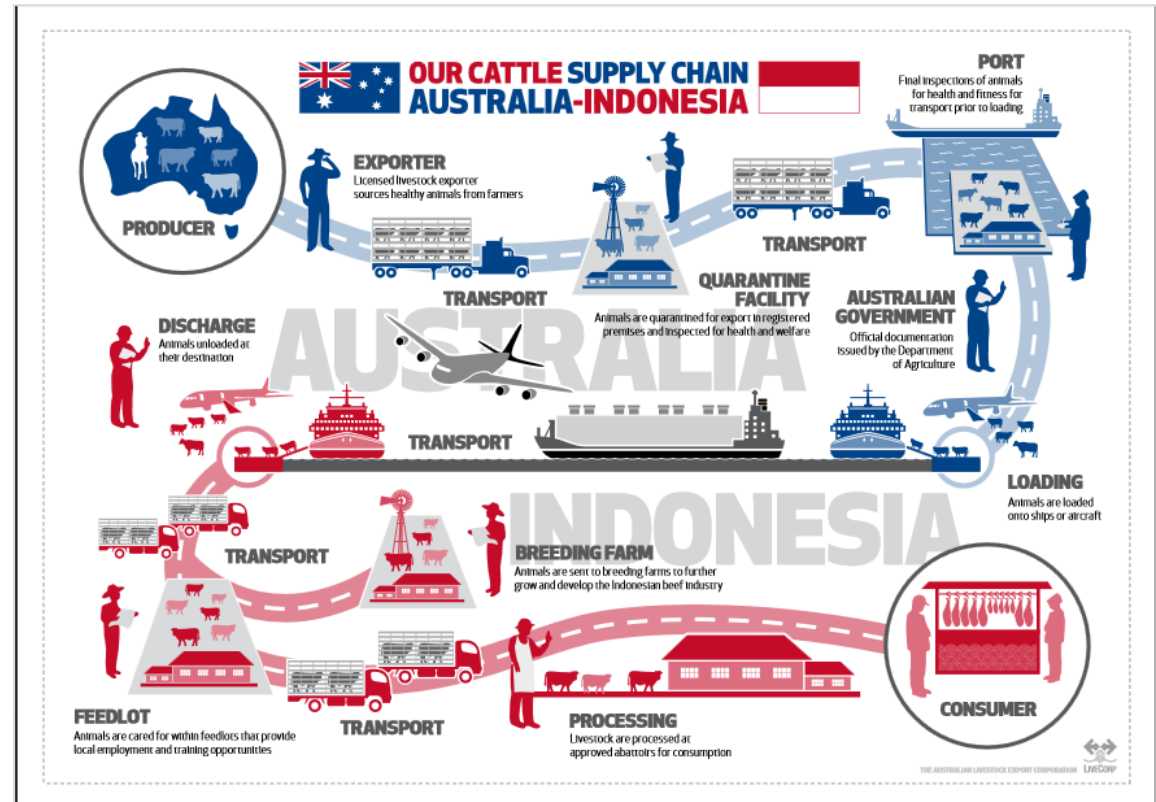 OUR CATTLE SUPPLY CHAIN
AUSTRALIA-INDONESIA
PRODUCER
EXPORTER
Licensed livestock exporter
sources healthy animals from farmers
TRANSPORT
QUARANTINE
FACILITY
Animals are quarantined for export in registered
premises and inspected for health and welfare
TRANSPORT
PORT
Final inspections of animals
for health and fitness for
transport prior to loading
AUSTRALIAN
GOVERNMENT
Official documentation
issued by the Department
of Agriculture
AUSTRALIA
LOADING
Animals are loaded
onto ships or aircraft
TRANSPORT
DISCHARGE
Animals unloaded at
their destination
INDONESIA
TRANSPORT
BREEDING FARM
Animals are sent to breeding farms to further
grow and develop the Indonesian beef industry
FEEDLOT
Animals are cared for within feedlots that provide
local employment and training opportunities
TRANSPORT
PROCESSING
Livestock are processed at
approved abattoirs for consumption
CONSUMER
THE AUSTRALIAN LIVESTOCK EXPORT CORPORATION
LIVECORP